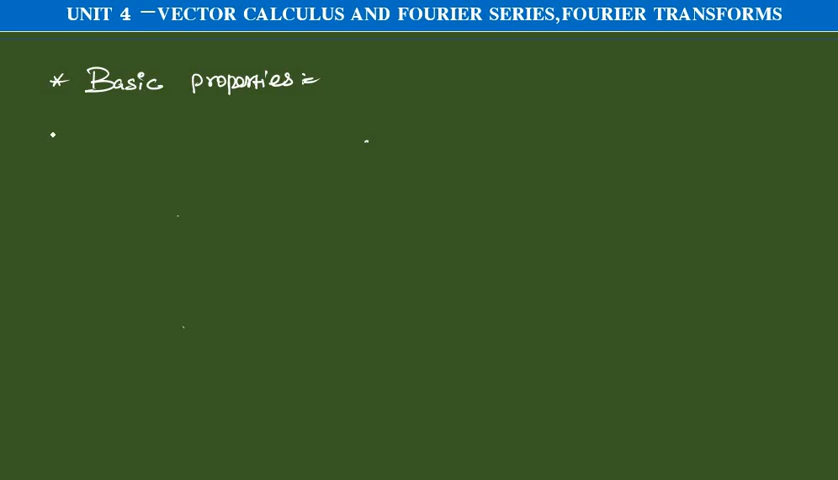 UNIT 4 —VECTOR CALCULUS AND FOURIER SERIES,FOURIER TRANSFORMS
* Basic properties =